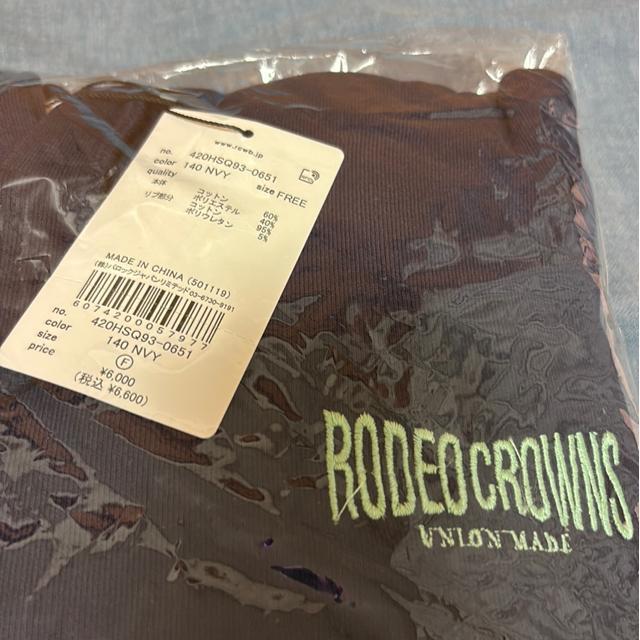 www.rcwb.jp
no. 420HSQ93-0651
color 140 NVY
quality size FREE
本体 コットン 60%
ポリエステル 40%
リブ部分 コットン 95%
ポリウレタン 5%
MADE IN CHINA (501119)
(株)バロックジャパンリミテッド03-6730-9191
6074200057977
no. 420HSQ93-0651
color 140 NVY
size F
price ¥6,000
(税込 ¥6,600)
RODEO CROWNS
UNION MADE